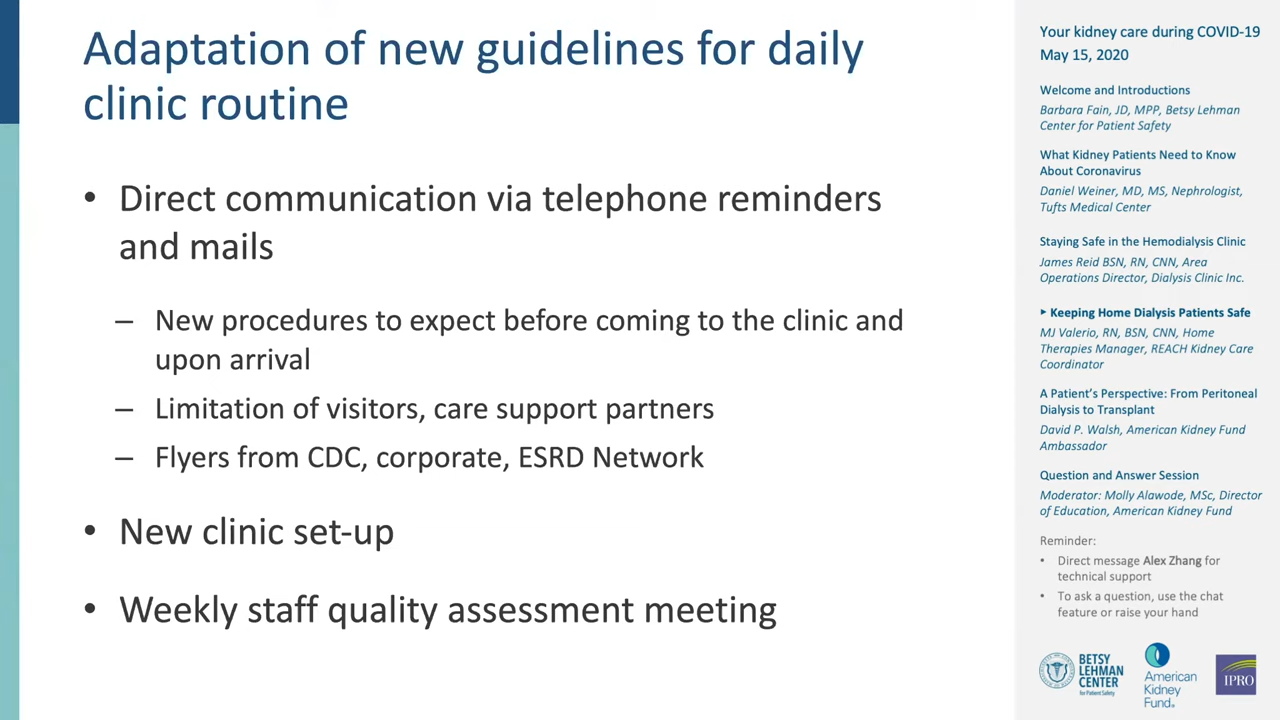 Adaptation of new guidelines for daily
clinic routine
• Direct communication via telephone reminders
and mails
– New procedures to expect before coming to the clinic and
upon arrival
– Limitation of visitors, care support partners
– Flyers from CDC, corporate, ESRD Network
• New clinic set-up
• Weekly staff quality assessment meeting
Your kidney care during COVID-19
May 15, 2020
Welcome and Introductions
Barbara Fain, JD, MPP, Betsy Lehman
Center for Patient Safety
What Kidney Patients Need to Know
About Coronavirus
Daniel Weiner, MD, MS, Nephrologist,
Tufts Medical Center
Staying Safe in the Hemodialysis Clinic
James Reid BSN, RN, CNN, Area
Operations Director, Dialysis Clinic Inc.
▸ Keeping Home Dialysis Patients Safe
MJ Valerio, RN, BSN, CNN, Home
Therapies Manager, REACH Kidney Care
Coordinator
A Patient's Perspective: From Peritoneal
Dialysis to Transplant
David P. Walsh, American Kidney Fund
Ambassador
Question and Answer Session
Moderator: Molly Alawode, MSc, Director
of Education, American Kidney Fund
Reminder:
• Direct message Alex Zhang for
technical support
• To ask a question, use the chat
feature or raise your hand
BETSY
LEHMAN
CENTER
for Patient Safety
American
Kidney
Fund®
IPRO